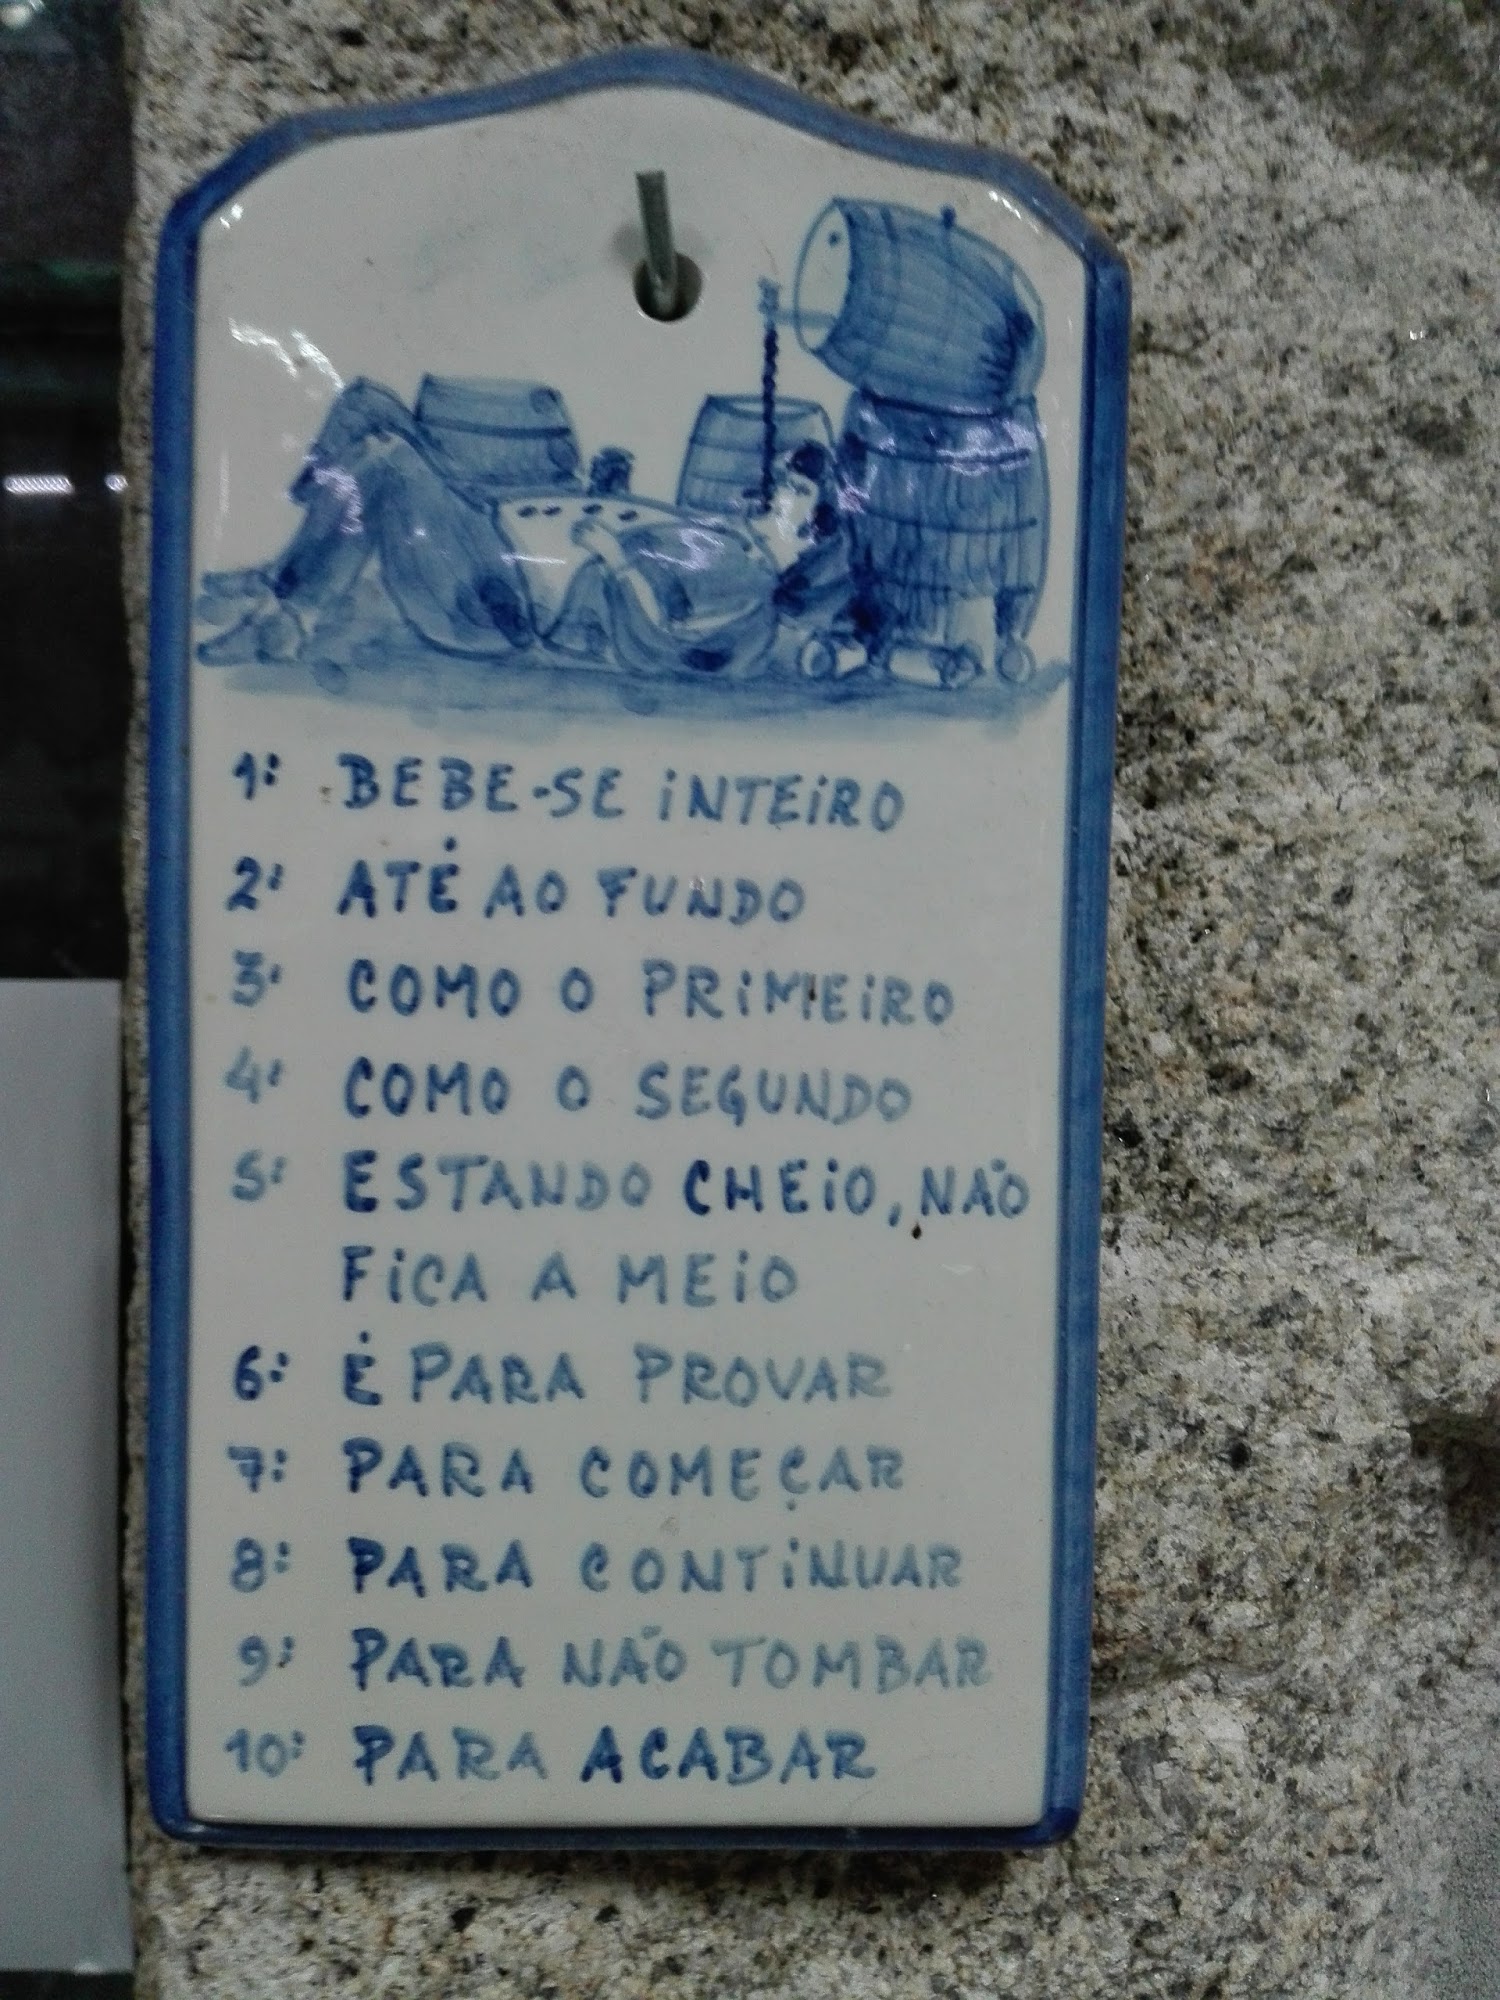 1: BEBE-SE INTEIRO
2: ATÉ AO FUNDO
3: COMO O PRIMEIRO
4: COMO O SEGUNDO
5: ESTANDO CHEIO, NÃO
FICA A MEIO
6: É PARA PROVAR
7: PARA COMEÇAR
8: PARA CONTINUAR
9: PARA NÃO TOMBAR
10: PARA ACABAR